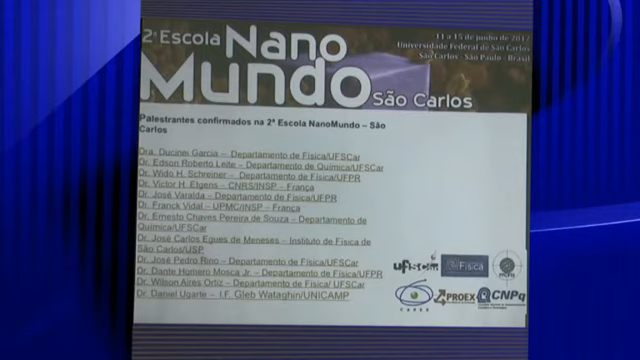 2ª Escola Nano Mundo São Carlos
11 a 15 de junho de 2012
Universidade Federal de São Carlos
São Carlos - São Paulo - Brasil
Palestrantes confirmados na 2ª Escola NanoMundo – São
Carlos
Dra. Ducinei Garcia – Departamento de Física/UFSCar
Dr. Edson Roberto Leite – Departamento de Química/UFSCar
Dr. Wido H. Schreiner – Departamento de Física/UFPR
Dr. Victor H. Etgens – CNRS/INSP – França
Dr. José Varalda – Departamento de Física/UFPR
Dr. Franck Vidal – UPMC/INSP – França
Dr. Ernesto Chaves Pereira de Souza – Departamento de
Química/UFSCar
Dr. José Carlos Egues de Meneses – Instituto de Física de
São Carlos/USP
Dr. José Pedro Rino – Departamento de Física/UFSCar
Dr. Dante Homero Mosca Jr. – Departamento de Física/UFPR
Dr. Wilson Aires Ortiz – Departamento de Física/ UFSCar
Dr. Daniel Ugarte – I.F. Gleb Wataghin/UNICAMP
ufscar
Física
CAPES
PROEX
CNPq